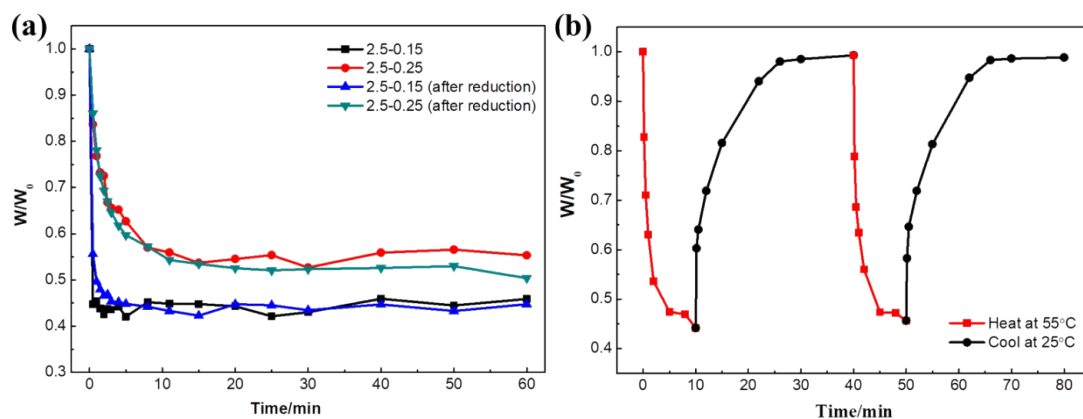 (a)
2.5-0.15
2.5-0.25
2.5-0.15 (after reduction)
2.5-0.25 (after reduction)
1.0
0.9
0.8
0.7
0.6
0.5
0.4
0.3
W/W₀
0 10 20 30 40 50 60
Time/min
(b)
1.0
0.9
0.8
0.7
0.6
0.5
0.4
W/W₀
Heat at 55°C
Cool at 25°C
0 10 20 30 40 50 60 70 80
Time/min